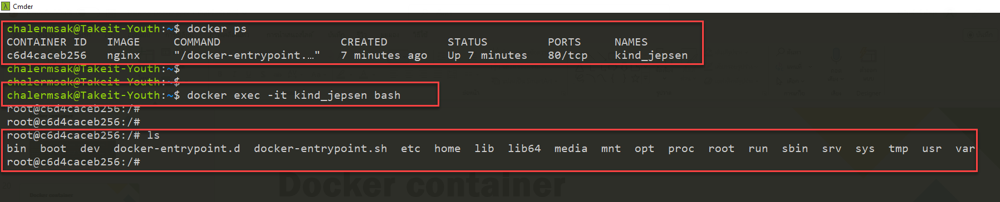 Cmder
chalermsak@Takeit-Youth:~$ docker ps
CONTAINER ID   IMAGE     COMMAND                  CREATED         STATUS         PORTS     NAMES
c6d4caceb256   nginx     "/docker-entrypoint.…"   7 minutes ago   Up 7 minutes   80/tcp    kind_jepsen
chalermsak@Takeit-Youth:~$
chalermsak@Takeit-Youth:~$
chalermsak@Takeit-Youth:~$ docker exec -it kind_jepsen bash
root@c6d4caceb256:/#
root@c6d4caceb256:/#
root@c6d4caceb256:/# ls
bin  boot  dev  docker-entrypoint.d  docker-entrypoint.sh  etc  home  lib  lib64  media  mnt  opt  proc  root  run  sbin  srv  sys  tmp  usr  var
root@c6d4caceb256:/#
Docker container